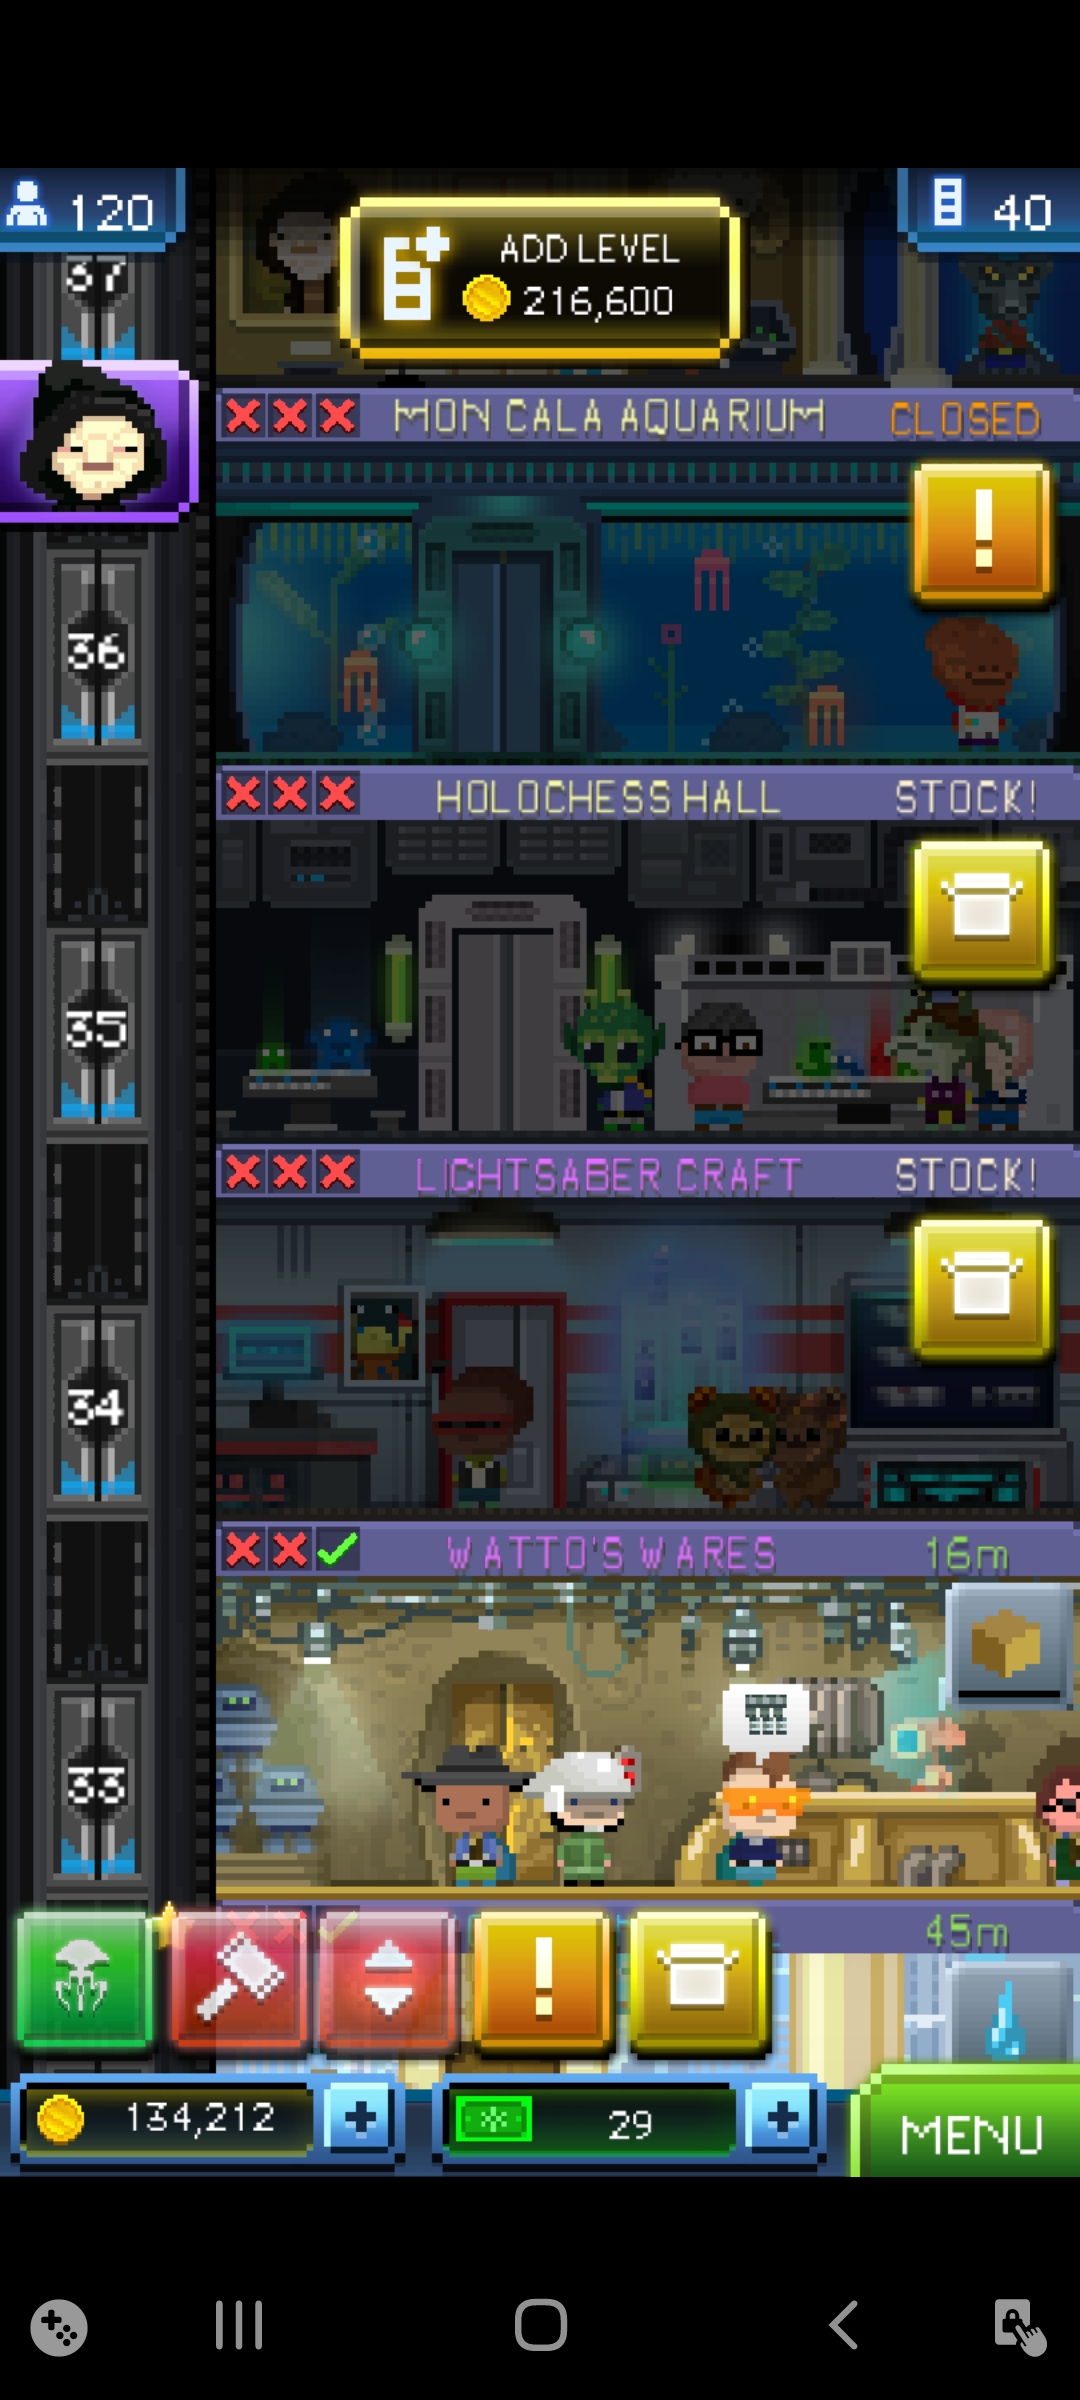 120
ADD LEVEL
216,600
40
37
MON CALA AQUARIUM
CLOSED
!
36
HOLOCHESS HALL
STOCK!
35
LIGHTSABER CRAFT
STOCK!
34
WATTO'S WARES
16m
33
45m
!
134,212
+
29
+
MENU